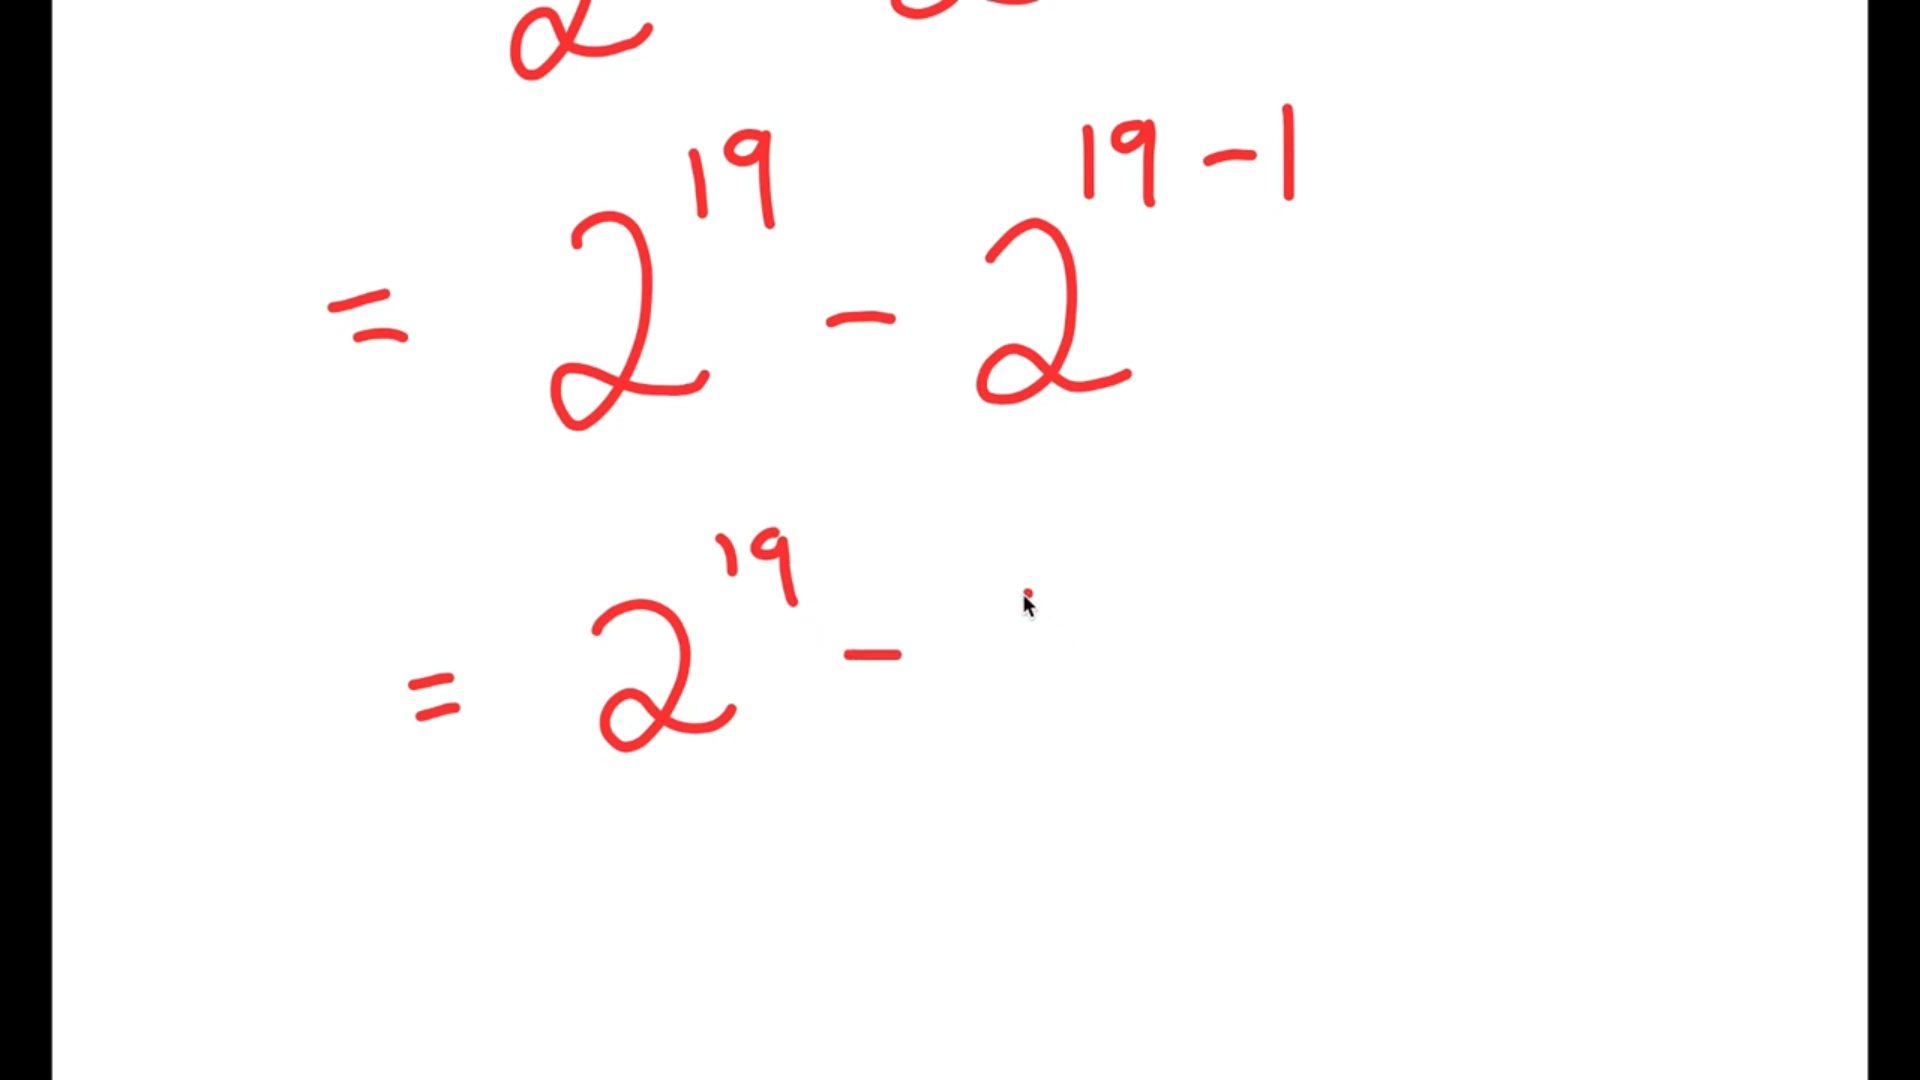 = 2^19 - 2^19-1
= 2^19 -